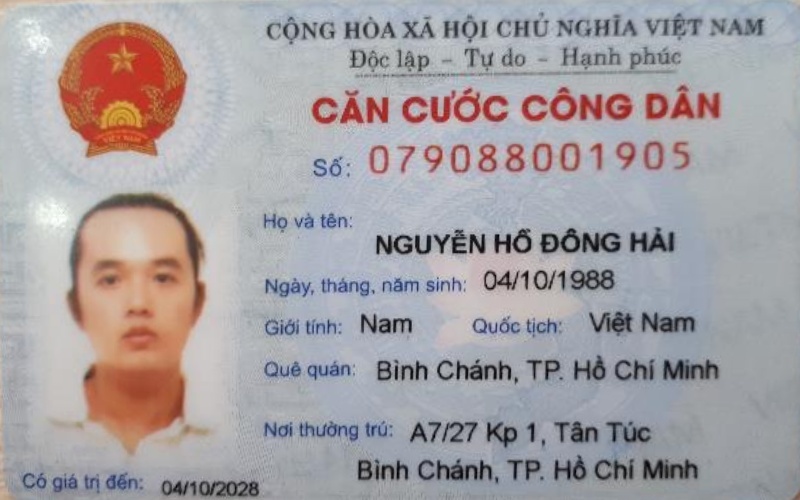 CỘNG HÒA XÃ HỘI CHỦ NGHĨA VIỆT NAM
Độc lập - Tự do - Hạnh phúc
CĂN CƯỚC CÔNG DÂN
Số: 079088001905
Họ và tên:
NGUYỄN HỒ ĐÔNG HẢI
Ngày, tháng, năm sinh: 04/10/1988
Giới tính: Nam Quốc tịch: Việt Nam
Quê quán: Bình Chánh, TP. Hồ Chí Minh
Nơi thường trú: A7/27 Kp 1, Tân Túc
Bình Chánh, TP. Hồ Chí Minh
Có giá trị đến: 04/10/2028